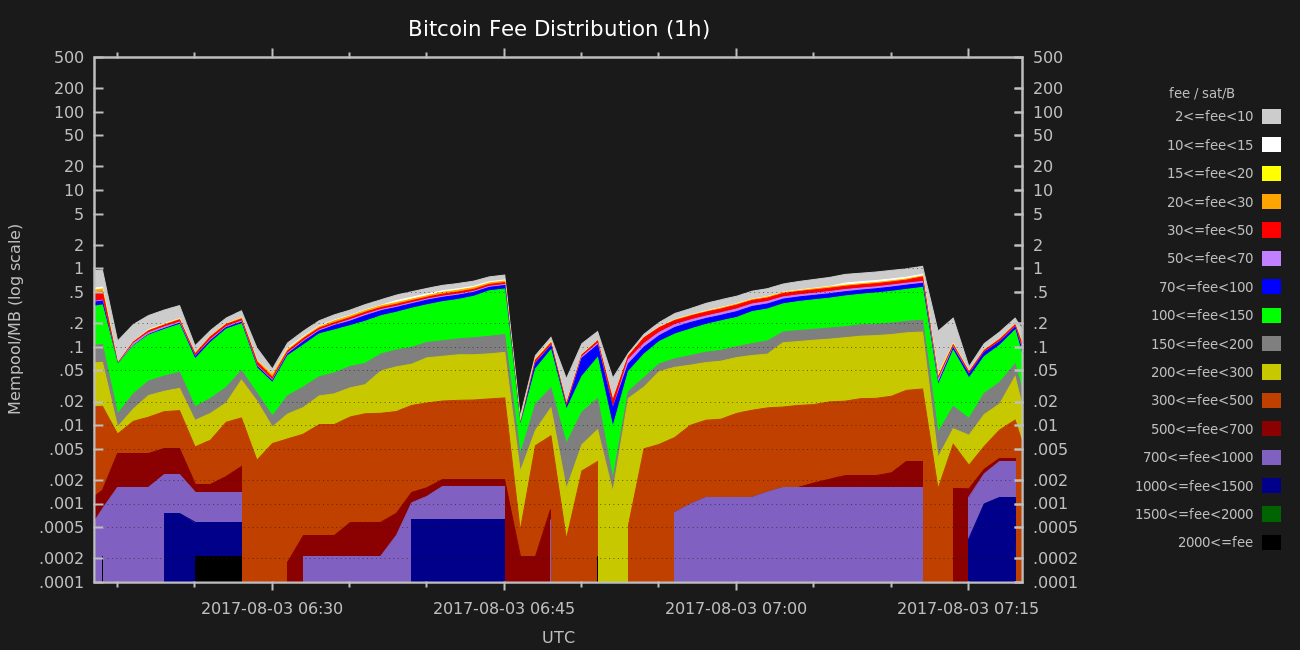 Bitcoin Fee Distribution (1h)
Mempool/MB (log scale)
500
200
100
50
20
10
5
2
1
.5
.2
.1
.05
.02
.01
.005
.002
.001
.0005
.0002
.0001
500
200
100
50
20
10
5
2
1
.5
.2
.1
.05
.02
.01
.005
.002
.001
.0005
.0002
.0001
2017-08-03 06:30
2017-08-03 06:45
2017-08-03 07:00
2017-08-03 07:15
UTC
fee / sat/B
2<=fee<10
10<=fee<15
15<=fee<20
20<=fee<30
30<=fee<50
50<=fee<70
70<=fee<100
100<=fee<150
150<=fee<200
200<=fee<300
300<=fee<500
500<=fee<700
700<=fee<1000
1000<=fee<1500
1500<=fee<2000
2000<=fee